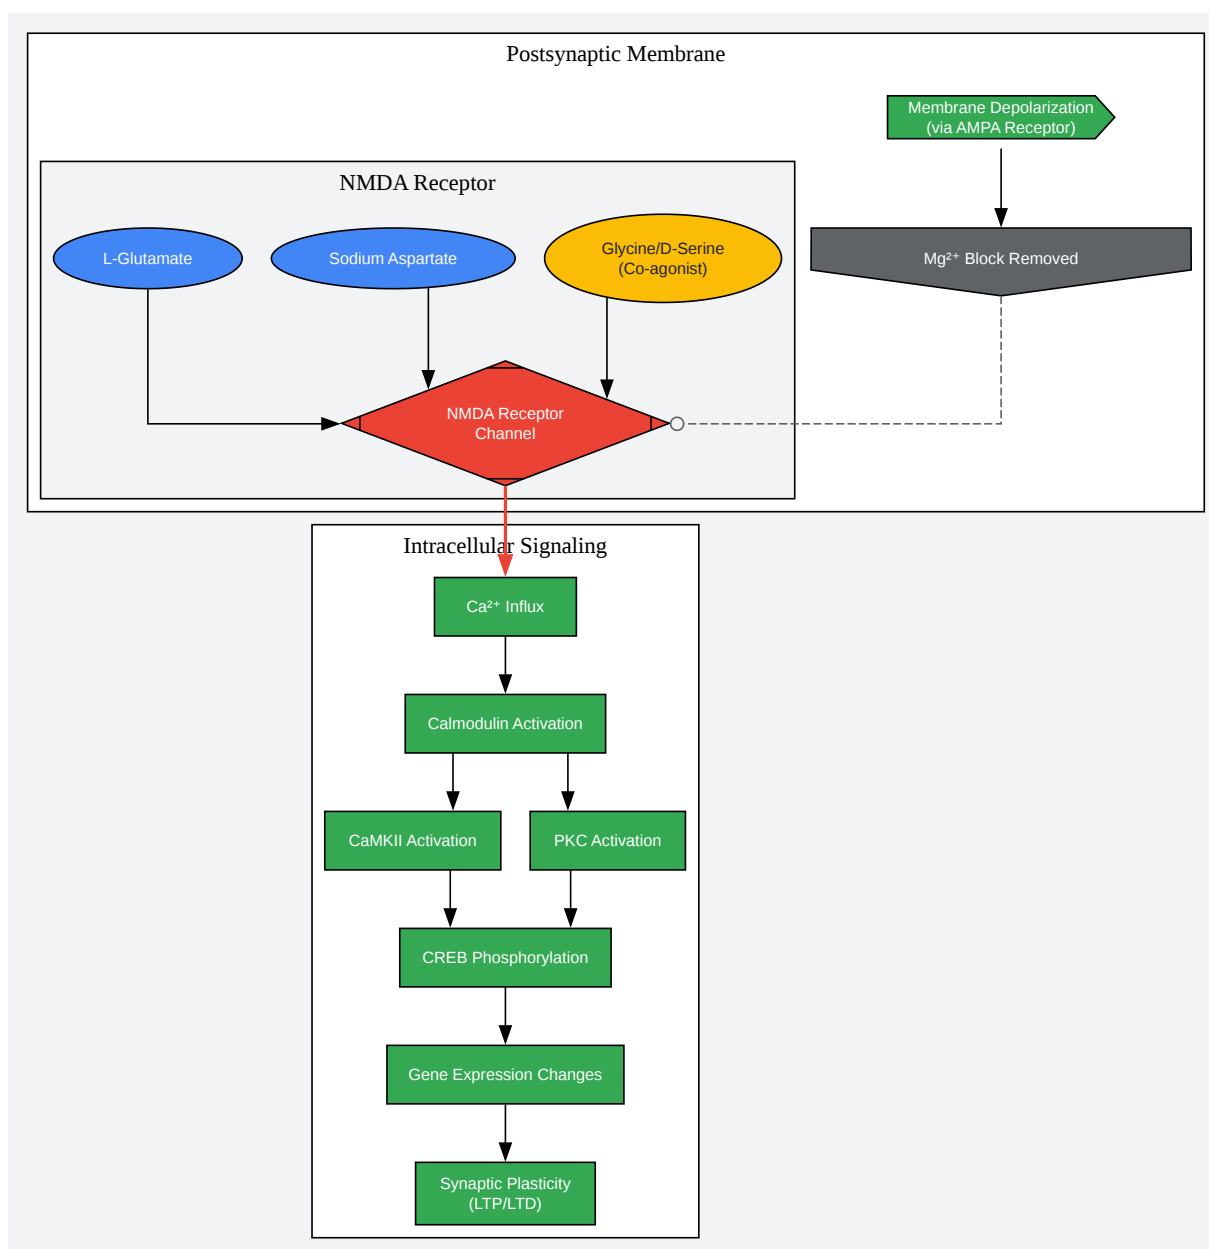 Postsynaptic Membrane
Membrane Depolarization
(via AMPA Receptor)
NMDA Receptor
L-Glutamate
Sodium Aspartate
Glycine/D-Serine
(Co-agonist)
Mg²⁺ Block Removed
NMDA Receptor
Channel
Intracellular Signaling
Ca²⁺ Influx
Calmodulin Activation
CaMKII Activation
PKC Activation
CREB Phosphorylation
Gene Expression Changes
Synaptic Plasticity
(LTP/LTD)